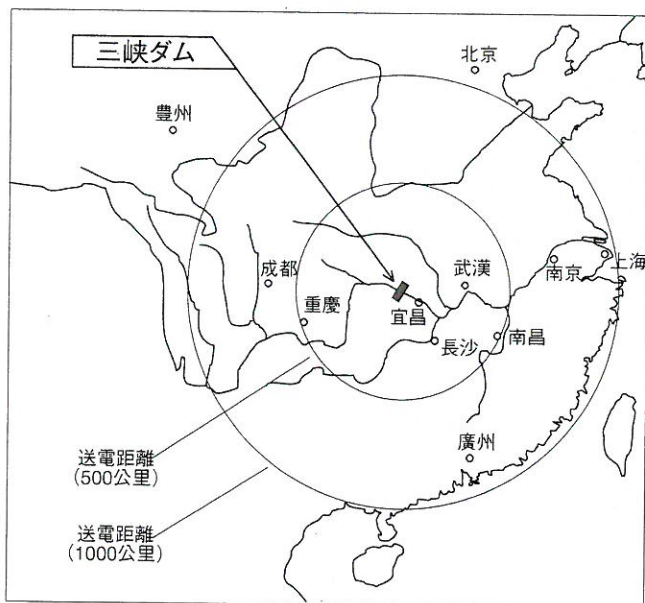 三峡ダム
北京
豊州
成都
武漢
南京
上海
重慶
宜昌
長沙
南昌
廣州
送電距離
(500公里)
送電距離
(1000公里)